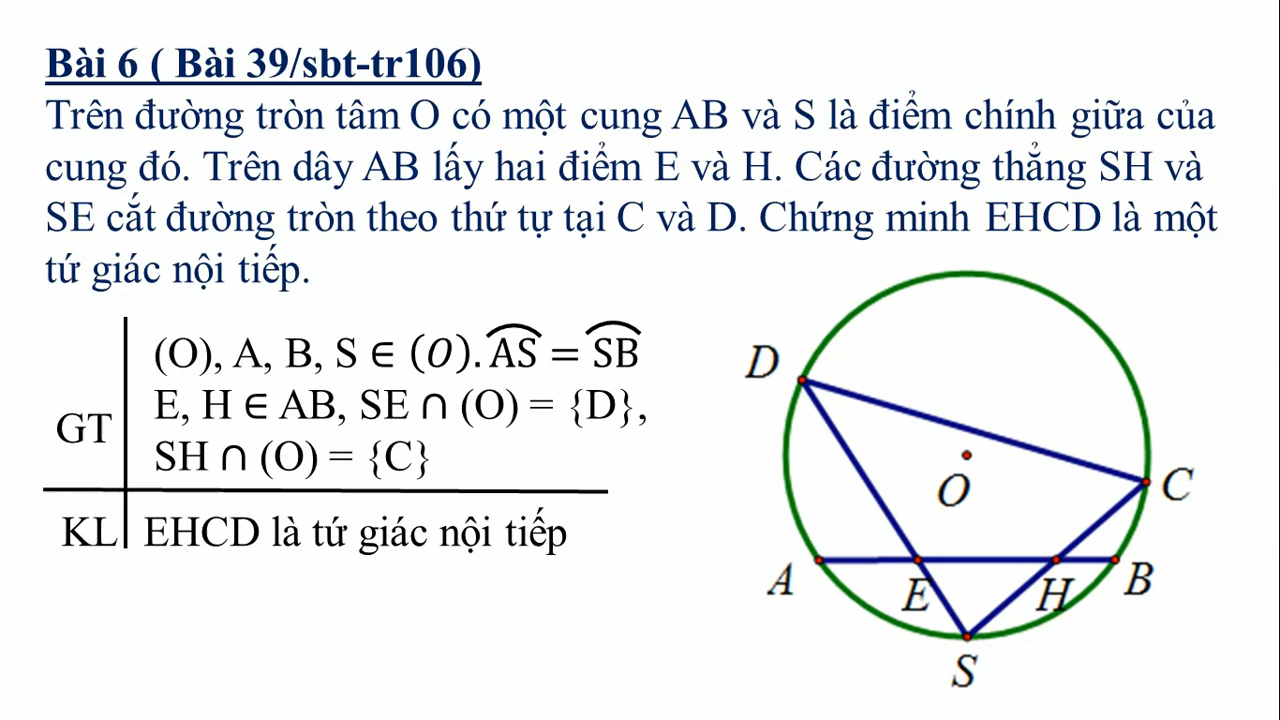 Bài 6 ( Bài 39/sbt-tr106)
Trên đường tròn tâm O có một cung AB và S là điểm chính giữa của
cung đó. Trên dây AB lấy hai điểm E và H. Các đường thẳng SH và
SE cắt đường tròn theo thứ tự tại C và D. Chứng minh EHCD là một
tứ giác nội tiếp.
(O), A, B, S ∈ (O). A͡S = S͡B
E, H ∈ AB, SE ∩ (O) = {D},
GT
SH ∩ (O) = {C}
KL EHCD là tứ giác nội tiếp
D
O
C
A
E
H
B
S